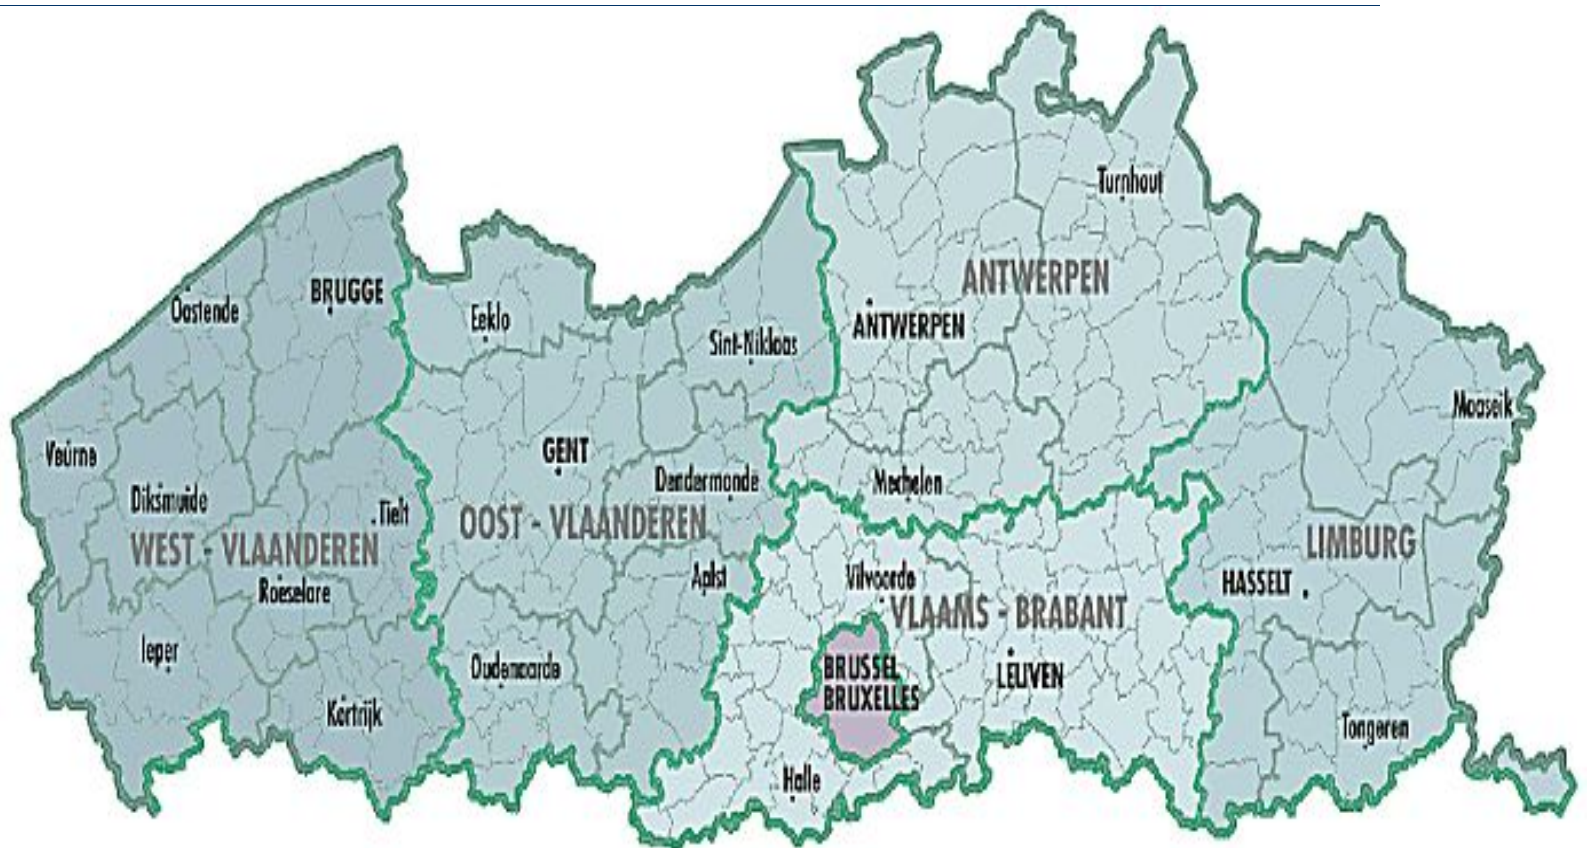 Turnhout
ANTWERPEN
Oostende
BRUGGE
Eeklo
Sint-Niklaas
ANTWERPEN
Maaseik
Veurne
GENT
Diksmuide
Dendermonde
Mechelen
Tielt
WEST - VLAANDEREN
OOST - VLAANDEREN
LIMBURG
Roeselare
Aalst
Vilvoorde
HASSELT
VLAAMS - BRABANT
Ieper
Oudenaarde
BRUSSEL
BRUXELLES
LEUVEN
Kortrijk
Tongeren
Halle